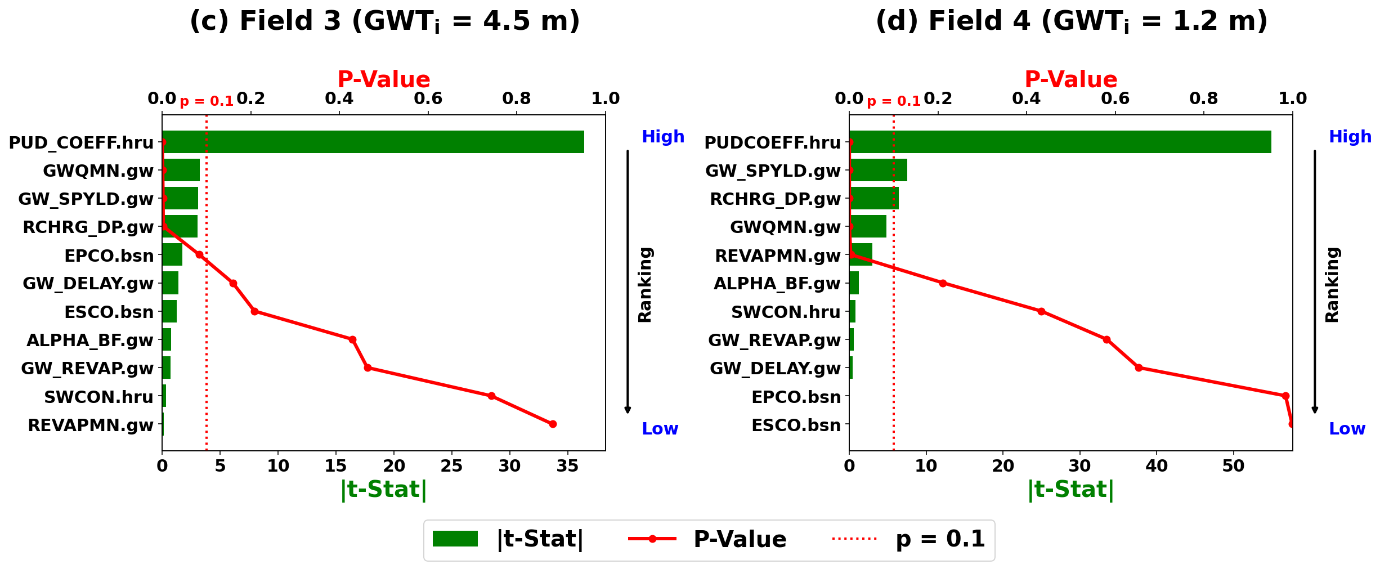 (c) Field 3 (GWTi = 4.5 m)
P-Value
0.0 p = 0.1 0.2 0.4 0.6 0.8 1.0
PUD_COEFF.hru
GWQMN.gw
GW_SPYLD.gw
RCHRG_DP.gw
EPCO.bsn
GW_DELAY.gw
ESCO.bsn
ALPHA_BF.gw
GW_REVAP.gw
SWCON.hru
REVAPMN.gw
High
Ranking
Low
0 5 10 15 20 25 30 35
|t-Stat|
(d) Field 4 (GWTi = 1.2 m)
P-Value
0.0 p = 0.1 0.2 0.4 0.6 0.8 1.0
PUDCOEFF.hru
GW_SPYLD.gw
RCHRG_DP.gw
GWQMN.gw
REVAPMN.gw
ALPHA_BF.gw
SWCON.hru
GW_REVAP.gw
GW_DELAY.gw
EPCO.bsn
ESCO.bsn
High
Ranking
Low
0 10 20 30 40 50
|t-Stat|
|t-Stat| P-Value p = 0.1